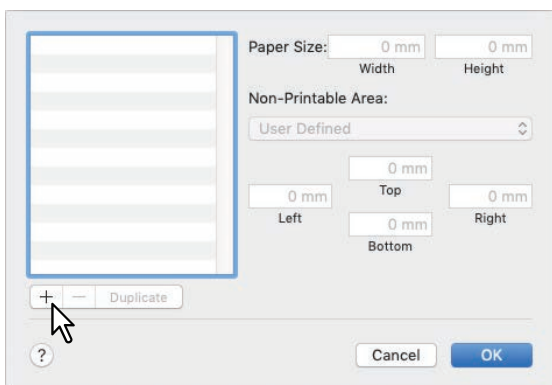 Paper Size: 0 mm 0 mm
Width Height
Non-Printable Area:
User Defined
0 mm
Top
0 mm 0 mm
Left Right
0 mm
Bottom
+ − Duplicate
? Cancel OK